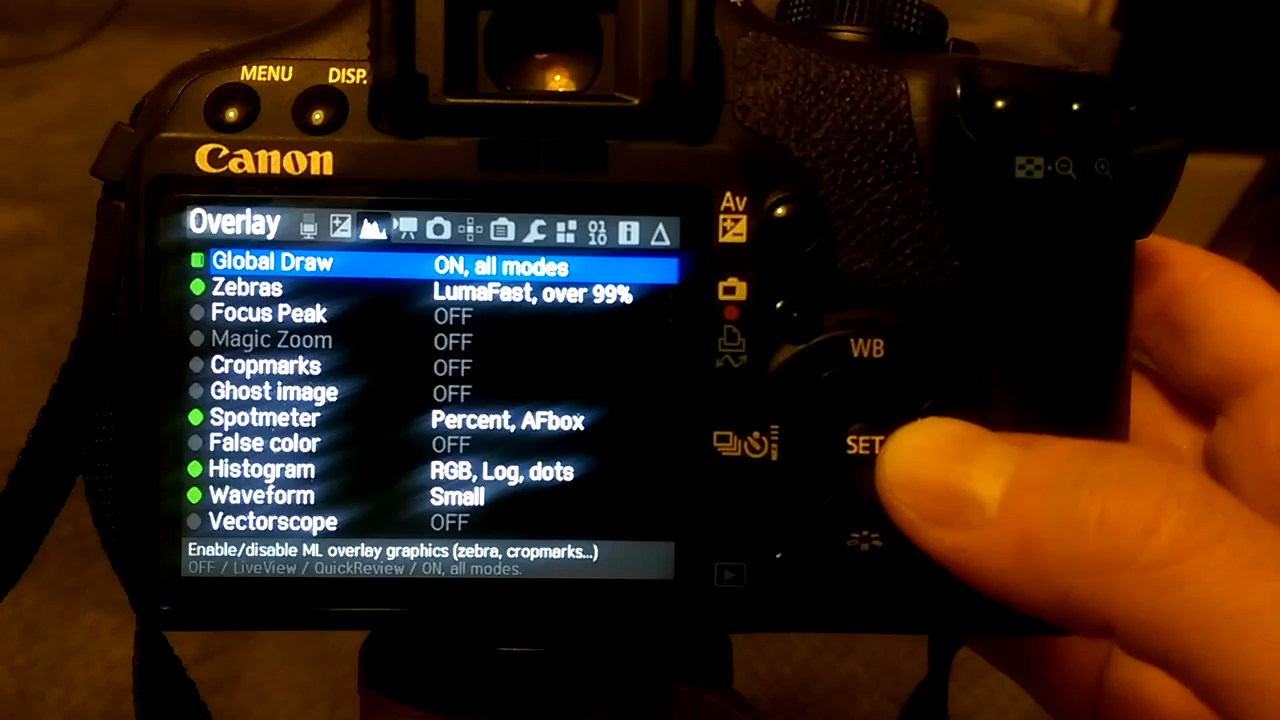 MENU DISP.
Canon
Overlay
Global Draw ON, all modes
Zebras LumaFast, over 99%
Focus Peak OFF
Magic Zoom OFF
Cropmarks OFF
Ghost image OFF
Spotmeter Percent, AFbox
False color OFF
Histogram RGB, Log, dots
Waveform Small
Vectorscope OFF
Enable/disable ML overlay graphics (zebra, cropmarks...)
OFF / LiveView / QuickReview / ON, all modes.
Av
WB
SET